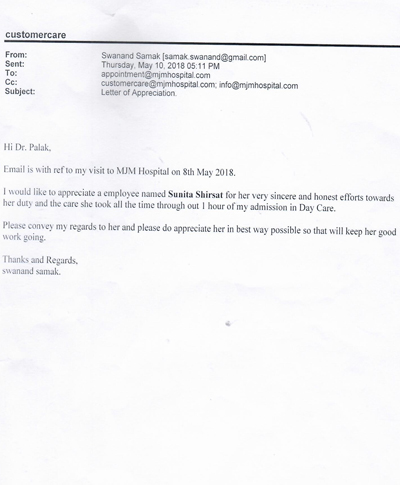 customercare
From: Swanand Samak [samak.swanand@gmail.com]
Sent: Thursday, May 10, 2018 05:11 PM
To: appointment@mjmhospital.com
Cc: customercare@mjmhospital.com; info@mjmhospital.com
Subject: Letter of Appreciation.
Hi Dr. Palak,
Email is with ref to my visit to MJM Hospital on 8th May 2018.
I would like to appreciate a employee named Sunita Shirsat for her very sincere and honest efforts towards
her duty and the care she took all the time through out 1 hour of my admission in Day Care.
Please convey my regards to her and please do appreciate her in best way possible so that will keep her good
work going.
Thanks and Regards,
swanand samak.